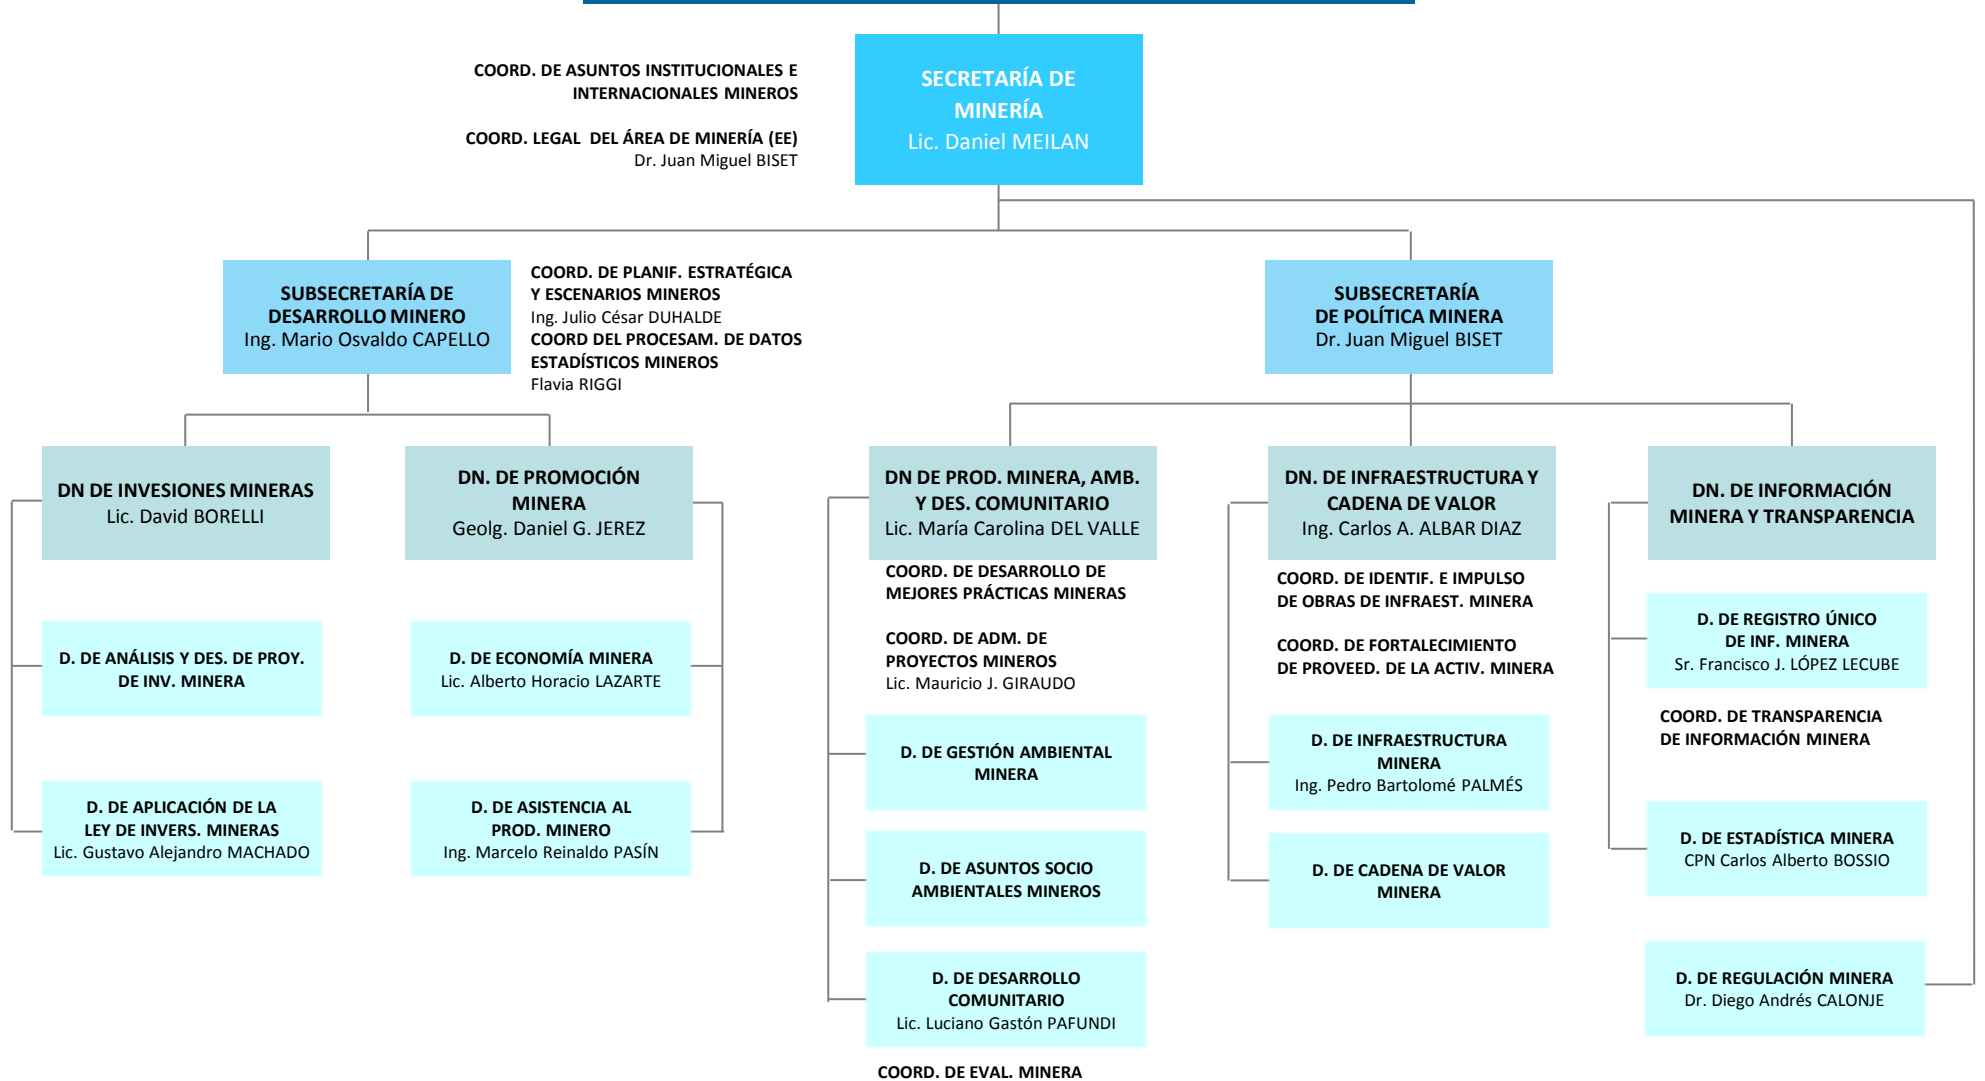 COORD. DE ASUNTOS INSTITUCIONALES E
INTERNACIONALES MINEROS
COORD. LEGAL DEL ÁREA DE MINERÍA (EE)
Dr. Juan Miguel BISET
SECRETARÍA DE
MINERÍA
Lic. Daniel MEILAN
SUBSECRETARÍA DE
DESARROLLO MINERO
Ing. Mario Osvaldo CAPELLO
COORD. DE PLANIF. ESTRATÉGICA
Y ESCENARIOS MINEROS
Ing. Julio César DUHALDE
COORD DEL PROCESAM. DE DATOS
ESTADÍSTICOS MINEROS
Flavia RIGGI
SUBSECRETARÍA
DE POLÍTICA MINERA
Dr. Juan Miguel BISET
DN DE INVESIONES MINERAS
Lic. David BORELLI
DN. DE PROMOCIÓN
MINERA
Geolg. Daniel G. JEREZ
DN DE PROD. MINERA, AMB.
Y DES. COMUNITARIO
Lic. María Carolina DEL VALLE
DN. DE INFRAESTRUCTURA Y
CADENA DE VALOR
Ing. Carlos A. ALBAR DIAZ
DN. DE INFORMACIÓN
MINERA Y TRANSPARENCIA
D. DE ANÁLISIS Y DES. DE PROY.
DE INV. MINERA
D. DE APLICACIÓN DE LA
LEY DE INVERS. MINERAS
Lic. Gustavo Alejandro MACHADO
D. DE ECONOMÍA MINERA
Lic. Alberto Horacio LAZARTE
D. DE ASISTENCIA AL
PROD. MINERO
Ing. Marcelo Reinaldo PASÍN
COORD. DE DESARROLLO DE
MEJORES PRÁCTICAS MINERAS
COORD. DE ADM. DE
PROYECTOS MINEROS
Lic. Mauricio J. GIRAUDO
D. DE GESTIÓN AMBIENTAL
MINERA
D. DE ASUNTOS SOCIO
AMBIENTALES MINEROS
D. DE DESARROLLO
COMUNITARIO
Lic. Luciano Gastón PAFUNDI
COORD. DE EVAL. MINERA
COORD. DE IDENTIF. E IMPULSO
DE OBRAS DE INFRAEST. MINERA
COORD. DE FORTALECIMIENTO
DE PROVEED. DE LA ACTIV. MINERA
D. DE INFRAESTRUCTURA
MINERA
Ing. Pedro Bartolomé PALMÉS
D. DE CADENA DE VALOR
MINERA
D. DE REGISTRO ÚNICO
DE INF. MINERA
Sr. Francisco J. LÓPEZ LECUBE
COORD. DE TRANSPARENCIA
DE INFORMACIÓN MINERA
D. DE ESTADÍSTICA MINERA
CPN Carlos Alberto BOSSIO
D. DE REGULACIÓN MINERA
Dr. Diego Andrés CALONJE